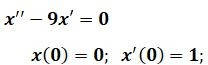 x'' − 9x' = 0
x(0) = 0; x'(0) = 1;